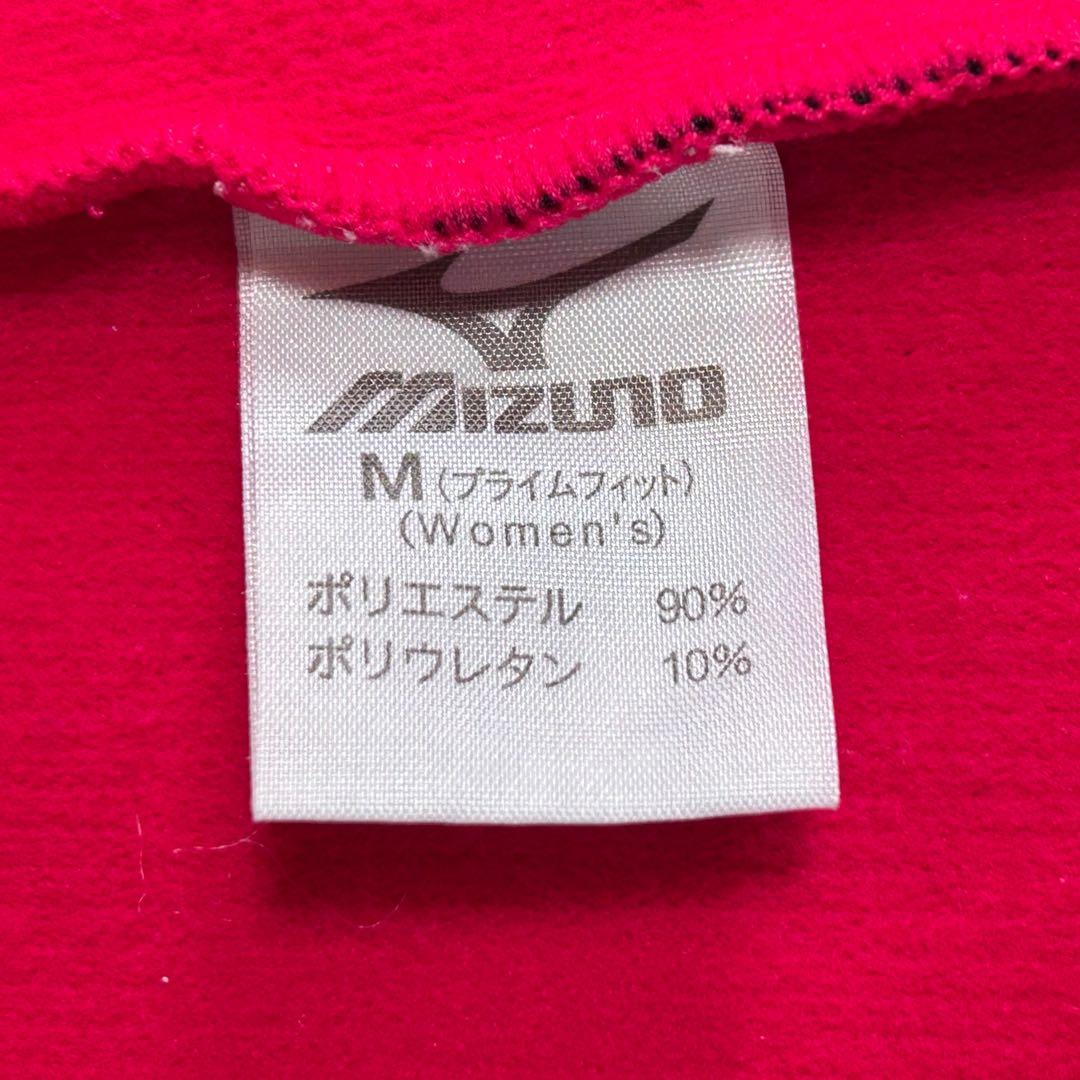 MIZUNO
M(プライムフィット)
(Women's)
ポリエステル 90%
ポリウレタン 10%